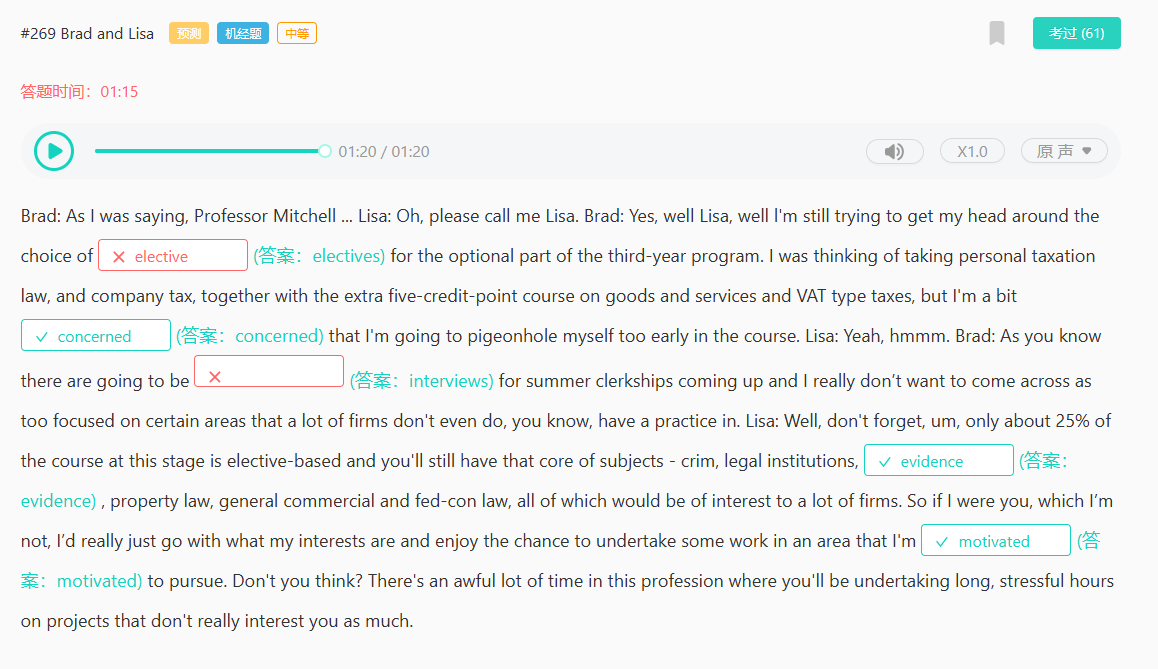 #269 Brad and Lisa 预测 机经题 中等 考过 (61)
答题时间：01:15
01:20 / 01:20 X1.0 原声
Brad: As I was saying, Professor Mitchell ... Lisa: Oh, please call me Lisa. Brad: Yes, well Lisa, well I'm still trying to get my head around the
choice of elective (答案：electives) for the optional part of the third-year program. I was thinking of taking personal taxation
law, and company tax, together with the extra five-credit-point course on goods and services and VAT type taxes, but I'm a bit
concerned (答案：concerned) that I'm going to pigeonhole myself too early in the course. Lisa: Yeah, hmmm. Brad: As you know
there are going to be (答案：interviews) for summer clerkships coming up and I really don’t want to come across as
too focused on certain areas that a lot of firms don't even do, you know, have a practice in. Lisa: Well, don't forget, um, only about 25% of
the course at this stage is elective-based and you'll still have that core of subjects - crim, legal institutions, evidence (答案：
evidence) , property law, general commercial and fed-con law, all of which would be of interest to a lot of firms. So if I were you, which I’m
not, I’d really just go with what my interests are and enjoy the chance to undertake some work in an area that I'm motivated (答
案：motivated) to pursue. Don't you think? There's an awful lot of time in this profession where you'll be undertaking long, stressful hours
on projects that don't really interest you as much.